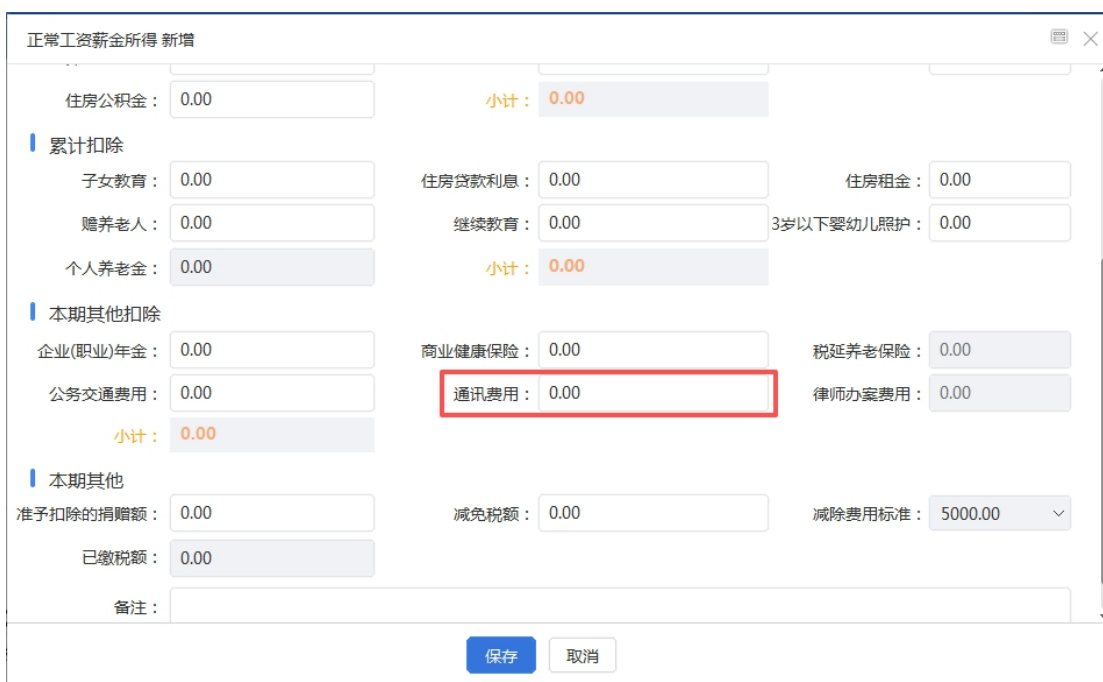 正常工资薪金所得 新增
住房公积金： 0.00 小计： 0.00
累计扣除
子女教育： 0.00 住房贷款利息： 0.00 住房租金： 0.00
赡养老人： 0.00 继续教育： 0.00 3岁以下婴幼儿照护： 0.00
个人养老金： 0.00 小计： 0.00
本期其他扣除
企业(职业)年金： 0.00 商业健康保险： 0.00 税延养老保险： 0.00
公务交通费用： 0.00 通讯费用： 0.00 律师办案费用： 0.00
小计： 0.00
本期其他
准予扣除的捐赠额： 0.00 减免税额： 0.00 减除费用标准： 5000.00
已缴税额： 0.00
备注：
保存 取消